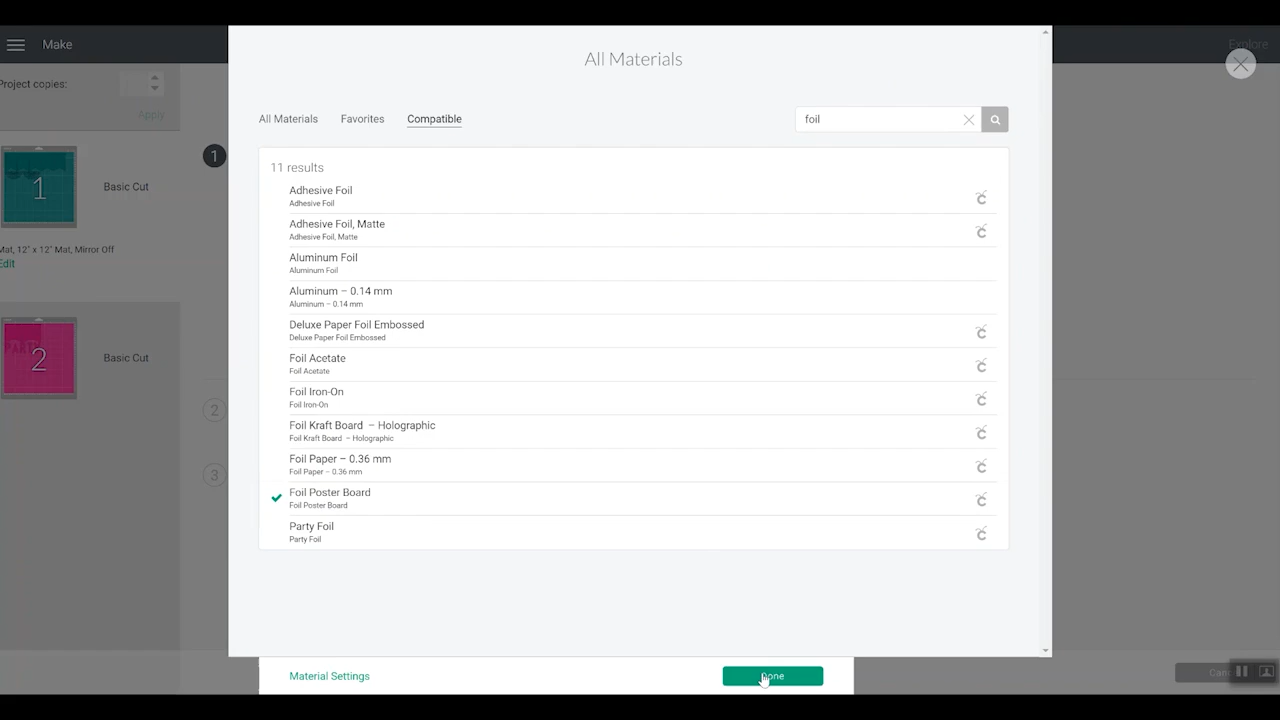 Make
Explore
All Materials
Project copies:
Apply
All Materials
Favorites
Compatible
foil
11 results
1
1
Basic Cut
Mat, 12" x 12" Mat, Mirror Off
Edit
2
Basic Cut
2
3
Adhesive Foil
Adhesive Foil
Adhesive Foil, Matte
Adhesive Foil, Matte
Aluminum Foil
Aluminum Foil
Aluminum – 0.14 mm
Aluminum – 0.14 mm
Deluxe Paper Foil Embossed
Deluxe Paper Foil Embossed
Foil Acetate
Foil Acetate
Foil Iron-On
Foil Iron-On
Foil Kraft Board – Holographic
Foil Kraft Board – Holographic
Foil Paper – 0.36 mm
Foil Paper – 0.36 mm
Foil Poster Board
Foil Poster Board
Party Foil
Party Foil
Material Settings
Done